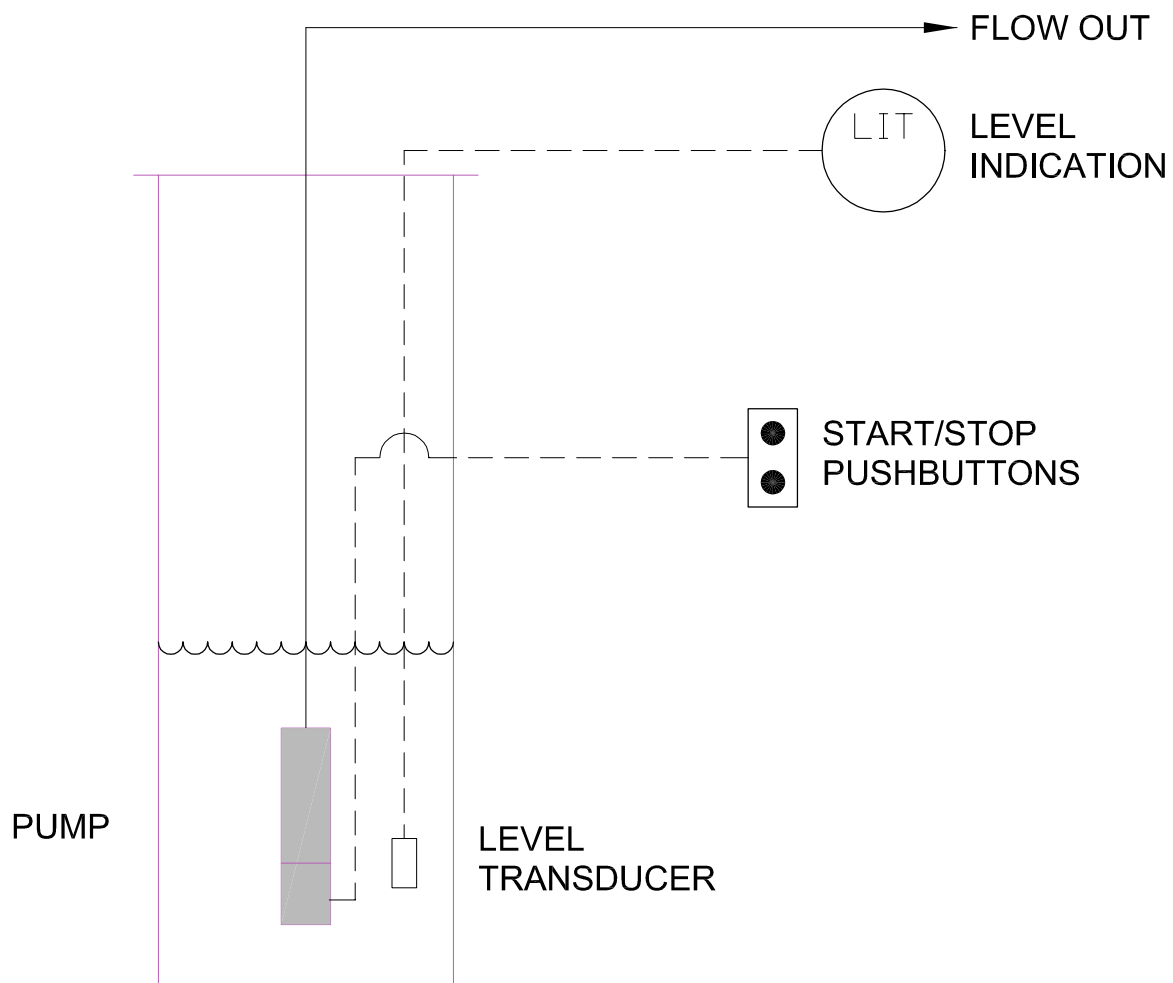 FLOW OUT
LIT
LEVEL
INDICATION
START/STOP
PUSHBUTTONS
PUMP
LEVEL
TRANSDUCER